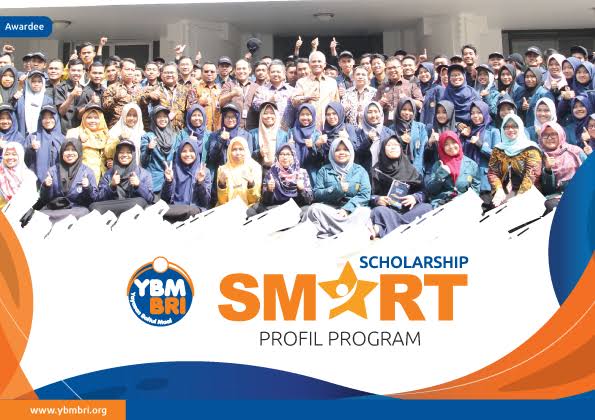 Awardee
YBM
BRI
Yayasan Baitul Maal
SCHOLARSHIP
SMART
PROFIL PROGRAM
www.ybmbri.org